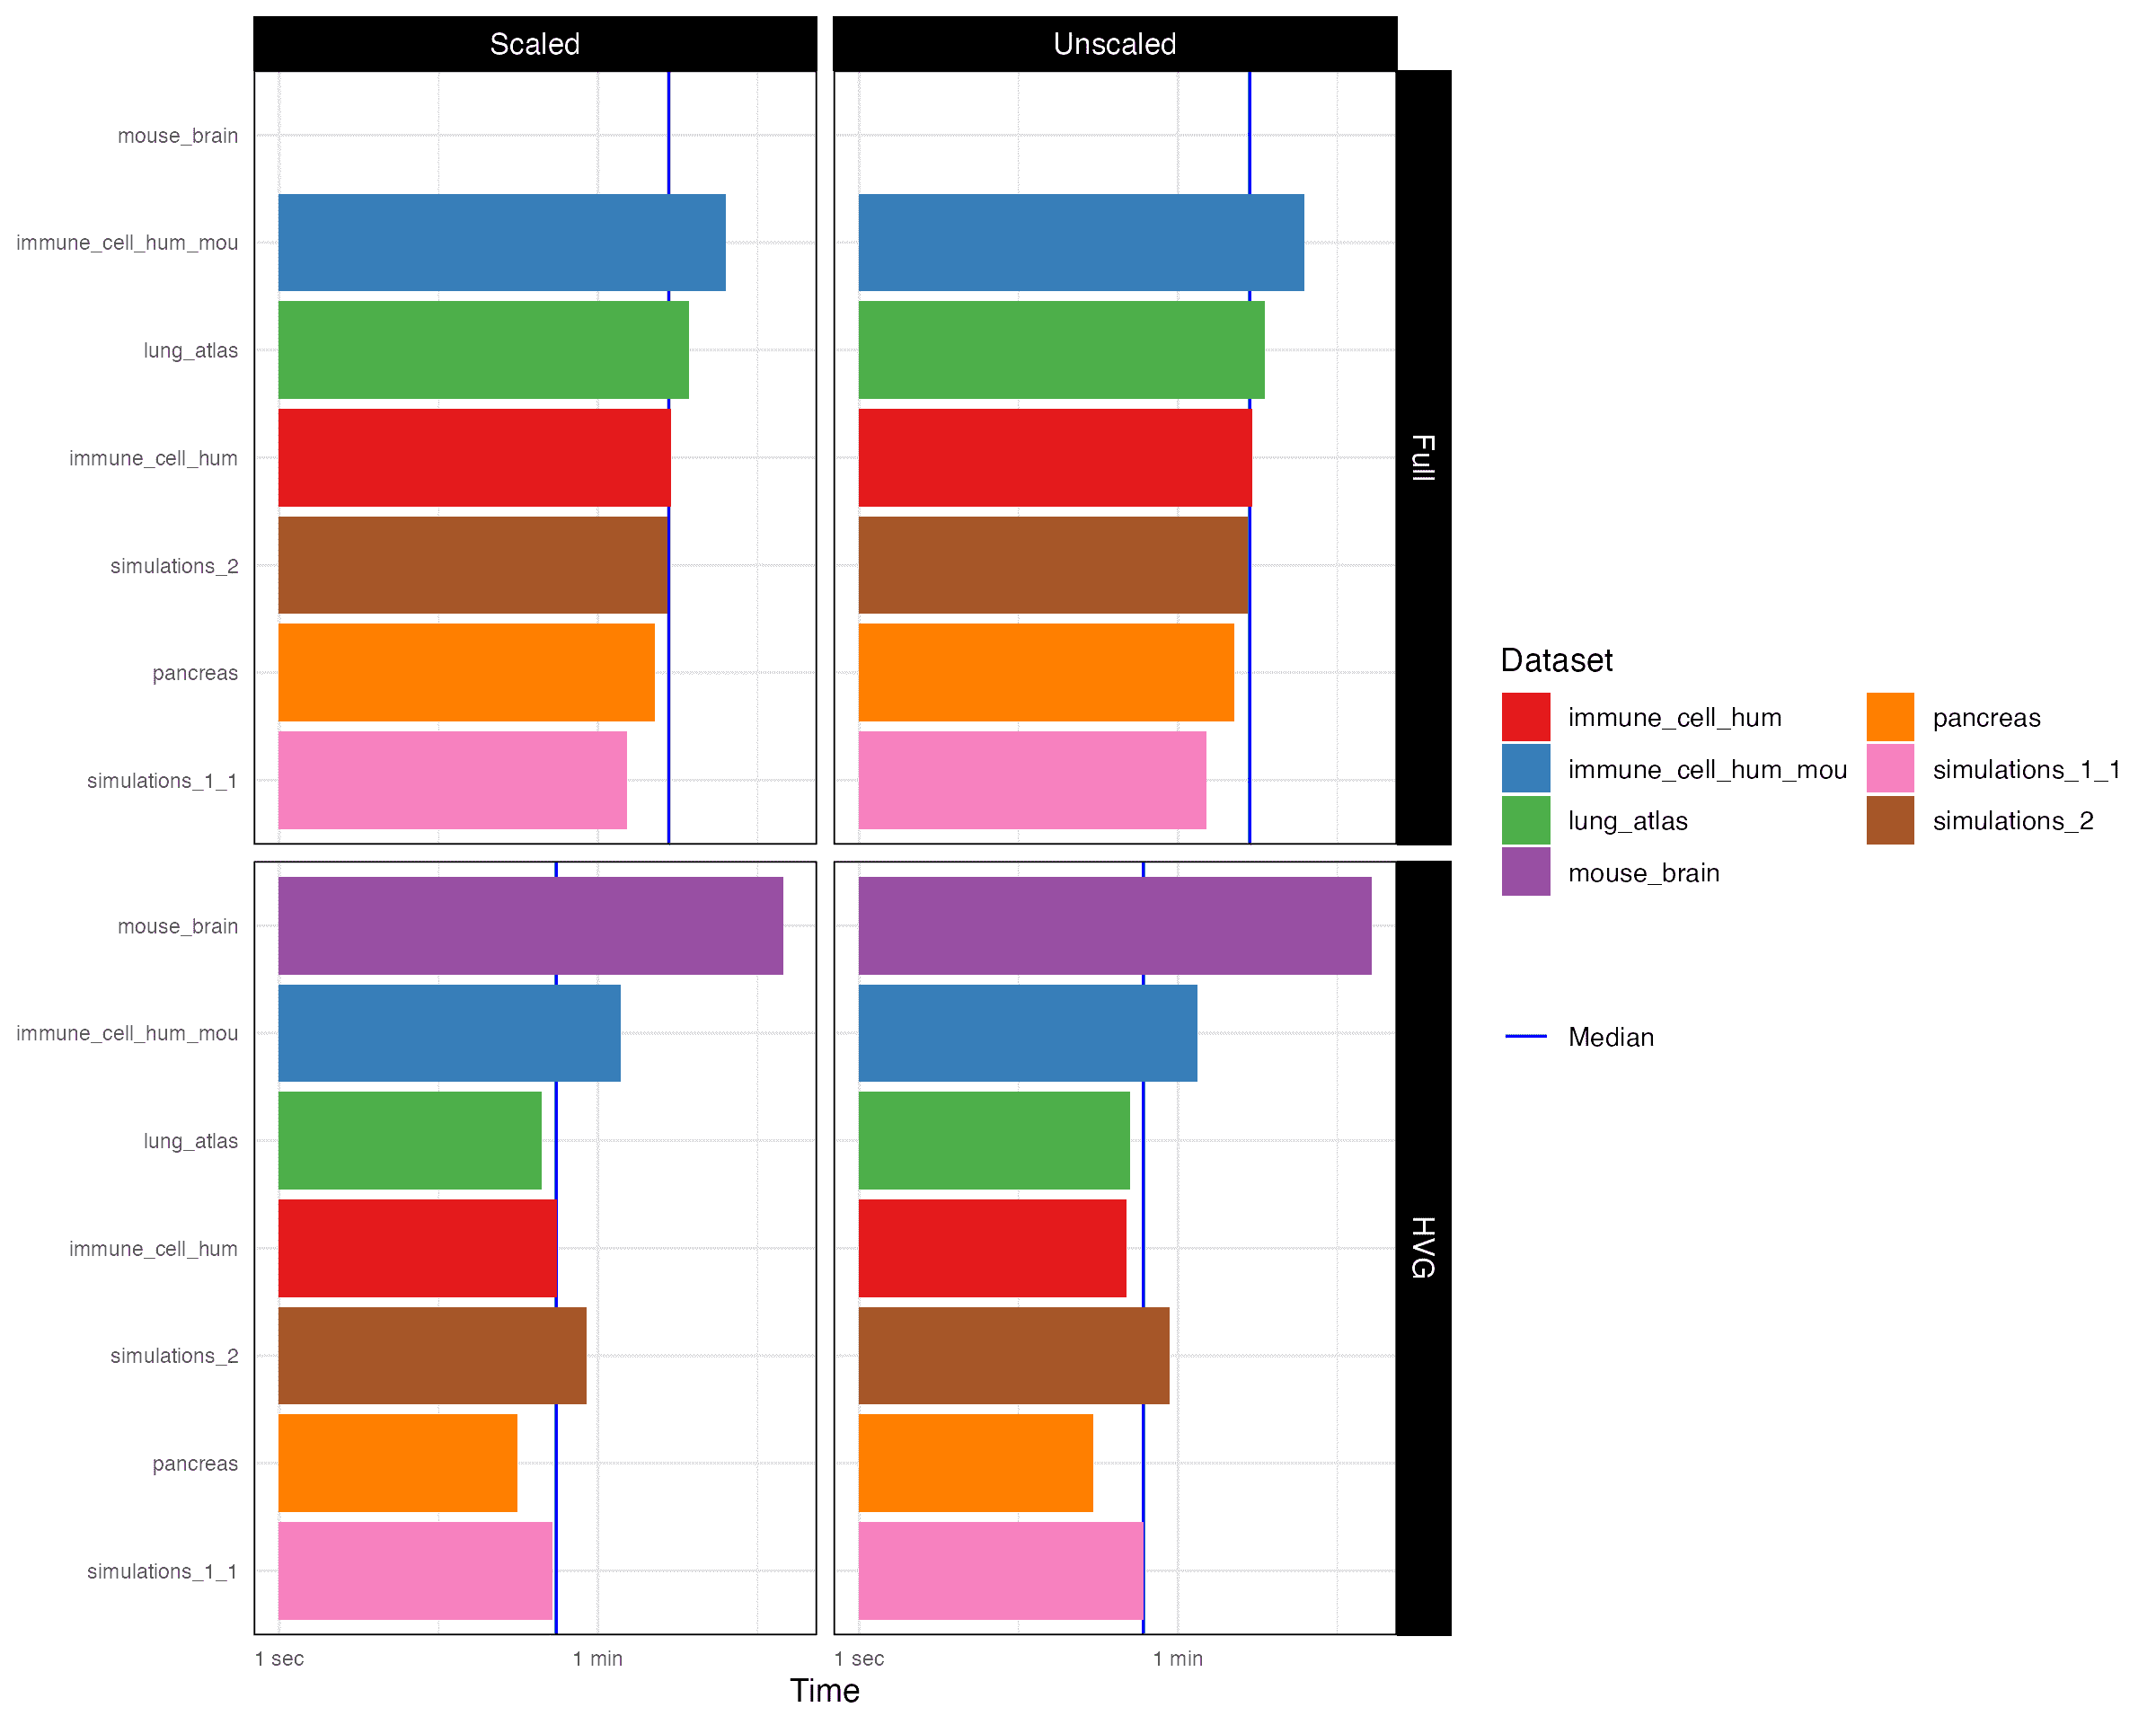 Scaled
Unscaled
mouse_brain
immune_cell_hum_mou
lung_atlas
immune_cell_hum
simulations_2
pancreas
simulations_1_1
Full
mouse_brain
immune_cell_hum_mou
lung_atlas
immune_cell_hum
simulations_2
pancreas
simulations_1_1
HVG
1 sec
1 min
1 sec
1 min
Time
Dataset
immune_cell_hum
immune_cell_hum_mou
lung_atlas
mouse_brain
pancreas
simulations_1_1
simulations_2
Median